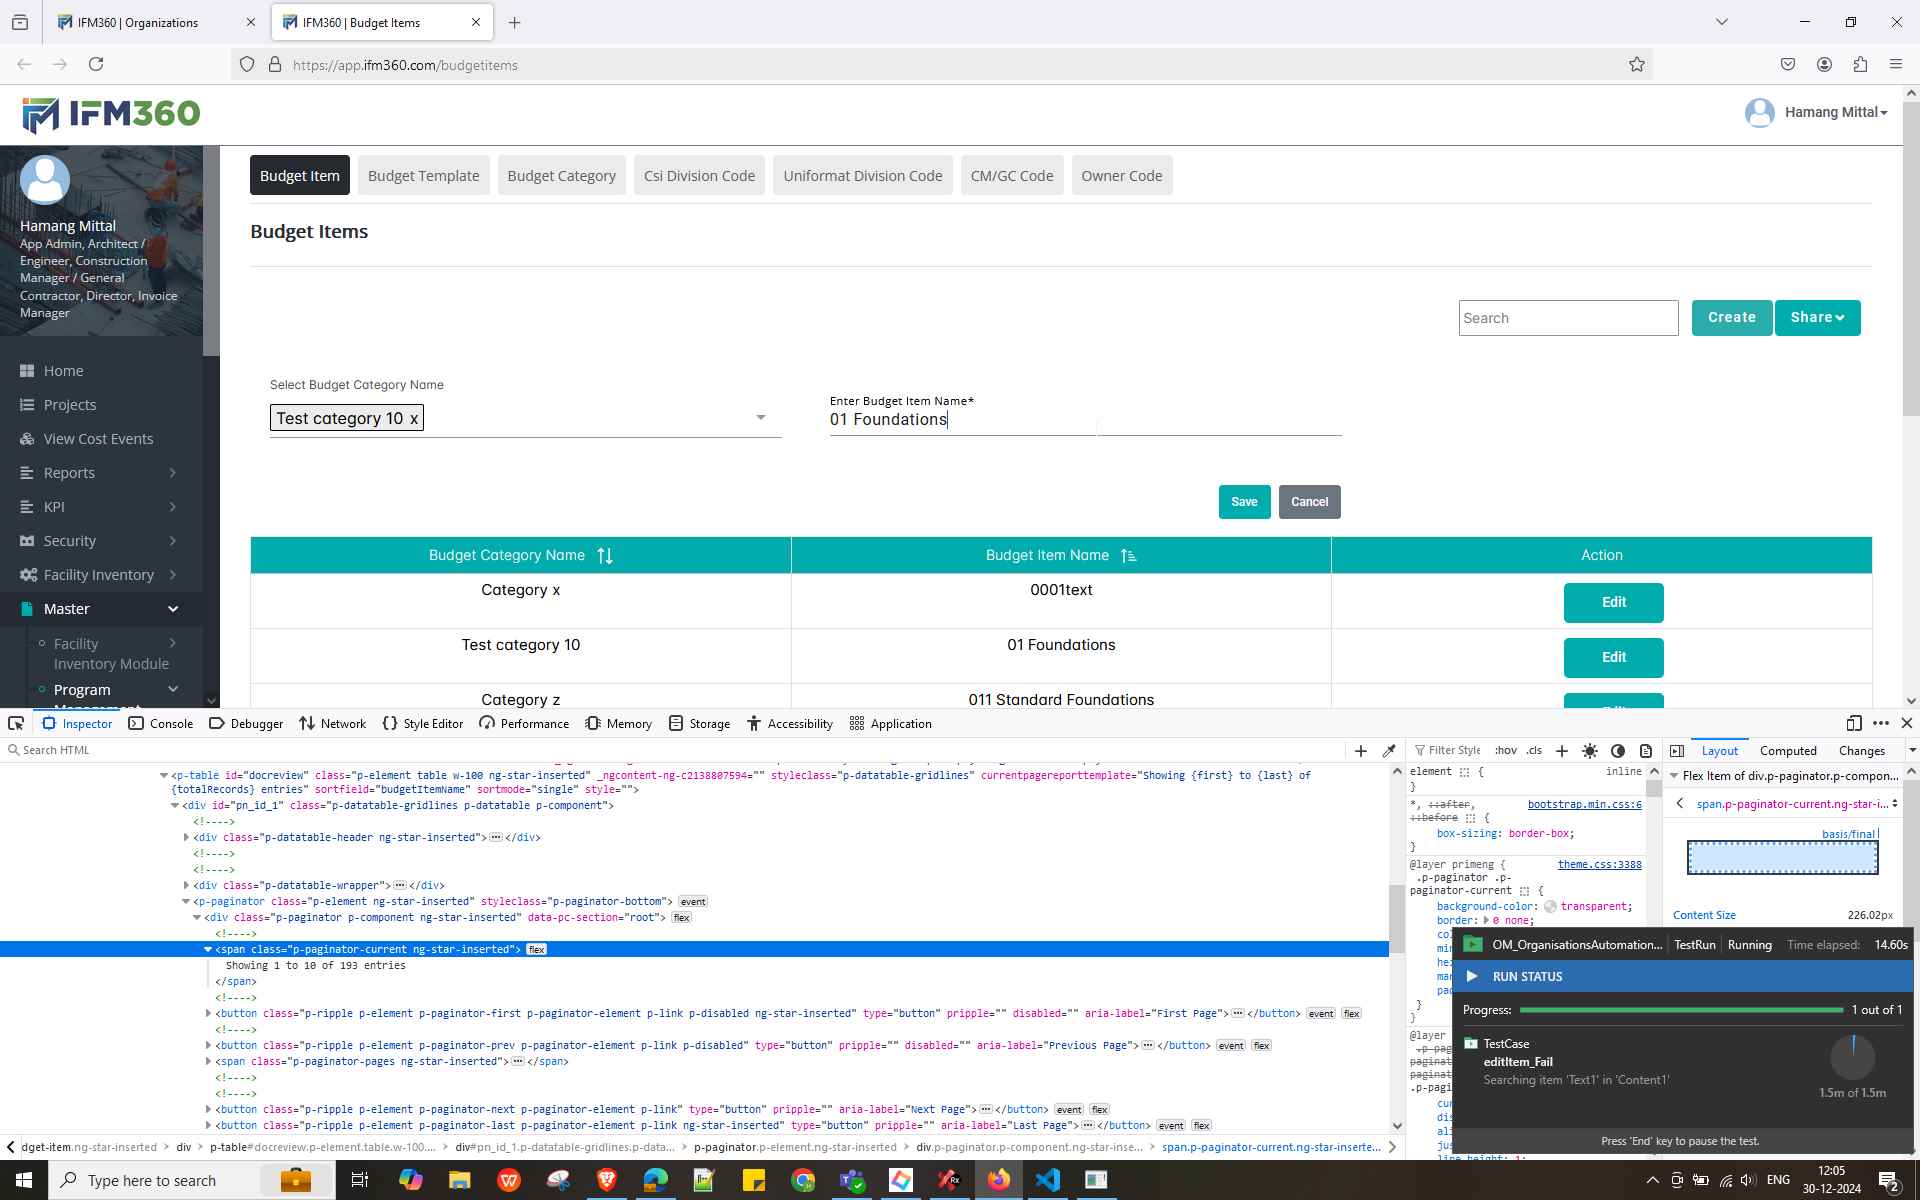 IFM360 | Organizations
IFM360 | Budget Items
https://app.ifm360.com/budgetitems
IFM360
Hamang Mittal
Hamang Mittal
App Admin, Architect /
Engineer, Construction
Manager / General
Contractor, Director, Invoice
Manager
Home
Projects
View Cost Events
Reports
KPI
Security
Facility Inventory
Master
Facility
Inventory Module
Program
Budget Item
Budget Template
Budget Category
Csi Division Code
Uniformat Division Code
CM/GC Code
Owner Code
Budget Items
Search
Create
Share
Select Budget Category Name
Test category 10 x
Enter Budget Item Name*
01 Foundations
Save
Cancel
Budget Category Name
Budget Item Name
Action
Category x
0001text
Edit
Test category 10
01 Foundations
Edit
Category z
011 Standard Foundations
Inspector
Console
Debugger
Network
Style Editor
Performance
Memory
Storage
Accessibility
Application
Search HTML
<p-table id="docreview" class="p-element table w-100 ng-star-inserted" _ngcontent-ng-c2138807594="" styleclass="p-datatable-gridlines" currentpagereporttemplate="Showing {first} to {last} of
{totalRecords} entries" sortfield="budgetItemName" sortmode="single" style="">
<div id="pn_id_1" class="p-datatable-gridlines p-datatable p-component">
<!---->
<div class="p-datatable-header ng-star-inserted"> ··· </div>
<!---->
<!---->
<div class="p-datatable-wrapper"> ··· </div>
<p-paginator class="p-element ng-star-inserted" styleclass="p-paginator-bottom"> event
<div class="p-paginator p-component ng-star-inserted" data-pc-section="root"> flex
<!---->
<span class="p-paginator-current ng-star-inserted"> flex
Showing 1 to 10 of 193 entries
</span>
<!---->
<button class="p-ripple p-element p-paginator-first p-paginator-element p-link p-disabled ng-star-inserted" type="button" pripple="" disabled="" aria-label="First Page"> ··· </button> event flex
<!---->
<button class="p-ripple p-element p-paginator-prev p-paginator-element p-link p-disabled" type="button" pripple="" disabled="" aria-label="Previous Page"> ··· </button> event flex
<span class="p-paginator-pages ng-star-inserted"> ··· </span>
<!---->
<!---->
<button class="p-ripple p-element p-paginator-next p-paginator-element p-link" type="button" pripple="" aria-label="Next Page"> ··· </button> event flex
<button class="p-ripple p-element p-paginator-last p-paginator-element p-link ng-star-inserted" type="button" pripple="" aria-label="Last Page"> ··· </button> event flex
dget-item.ng-star-inserted
div
p-table#docreview.p-element.table.w-100....
div#pn_id_1.p-datatable-gridlines.p-data...
p-paginator.p-element.ng-star-inserted
div.p-paginator.p-component.ng-star-inse...
span.p-paginator-current.ng-star-inserte...
Filter Style
:hov .cls
element { inline
}
*, ::after, bootstrap.min.css:6
::before {
box-sizing: border-box;
}
@layer primeng { theme.css:3388
.p-paginator .p-
paginator-current {
background-color: transparent;
border: 0 none;
}
}
@layer
Layout
Computed
Changes
Flex Item of div.p-paginator.p-compon...
span.p-paginator-current.ng-star-i...
basis/final
Content Size
226.02px
OM_OrganisationsAutomation...
TestRun
Running
Time elapsed: 14.60s
RUN STATUS
Progress:
1 out of 1
TestCase
editItem_Fail
Searching item 'Text1' in 'Content1'
1.5m of 1.5m
Press 'End' key to pause the test.
Type here to search
ENG
12:05
30-12-2024
2